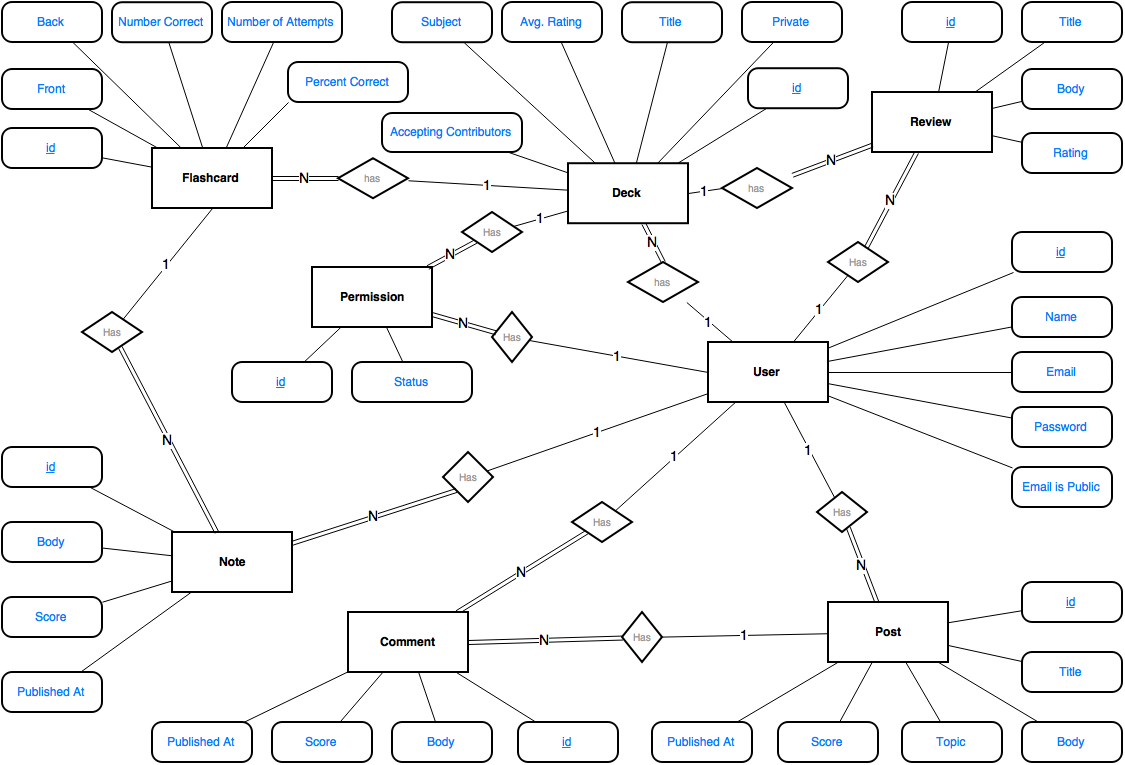 Back
Number Correct
Number of Attempts
Subject
Avg. Rating
Title
Private
id
Title
Front
Percent Correct
id
Body
Accepting Contributors
Review
id
Rating
Flashcard
N
has
1
Deck
1
has
N
N
1
Has
N
N
1
Has
id
Permission
has
Has
N
Has
1
1
Name
id
Status
1
User
Email
Has
1
Password
N
1
1
1
id
Has
Email is Public
N
Has
Has
Body
Note
N
N
id
Score
Comment
N
Has
1
Post
Title
Published At
Published At
Score
Body
id
Published At
Score
Topic
Body